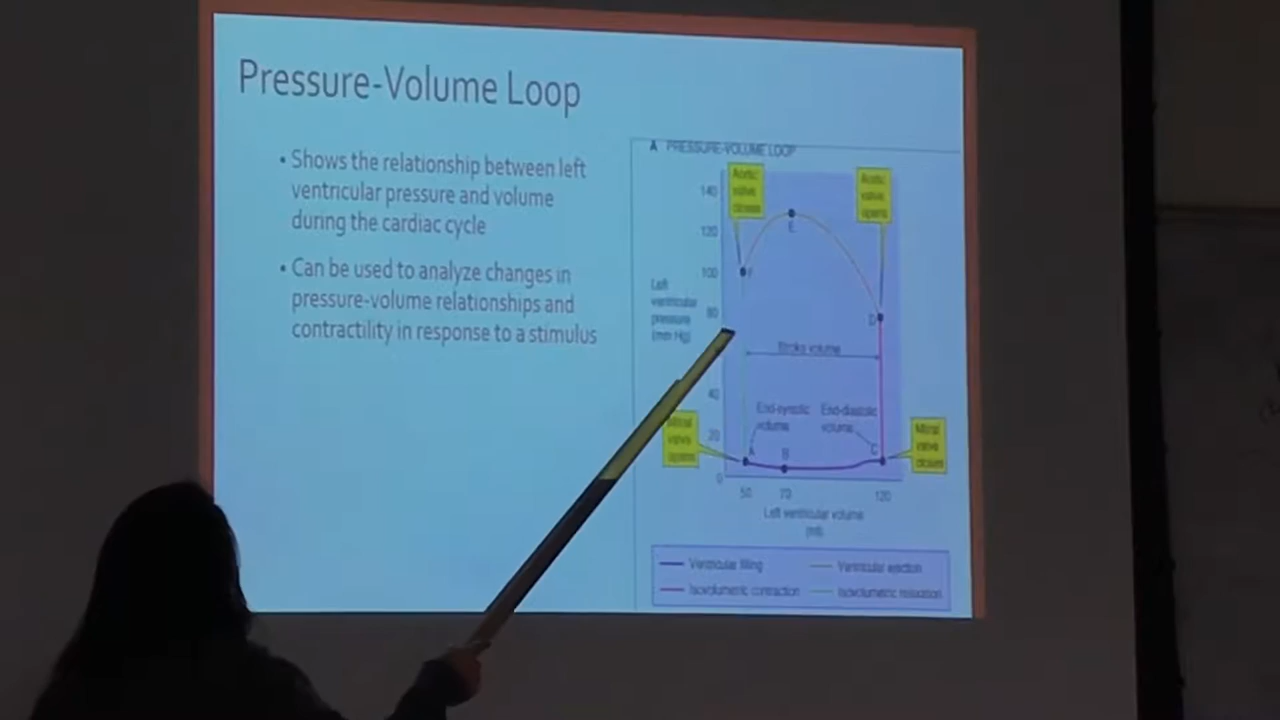 Pressure-Volume Loop
• Shows the relationship between left
ventricular pressure and volume
during the cardiac cycle
• Can be used to analyze changes in
pressure-volume relationships and
contractility in response to a stimulus
A PRESSURE-VOLUME LOOP
Aortic
valve
closes
Aortic
valve
opens
140
120
100
80
40
20
0
E
F
D
Left
ventricular
pressure
(mm Hg)
Stroke volume
End-systolic
volume
End-diastolic
volume
Mitral
valve
opens
A
B
C
Mitral
valve
closes
50 70 120
Left ventricular volume
(ml)
Ventricular filling
Ventricular ejection
Isovolumetric contraction
Isovolumetric relaxation